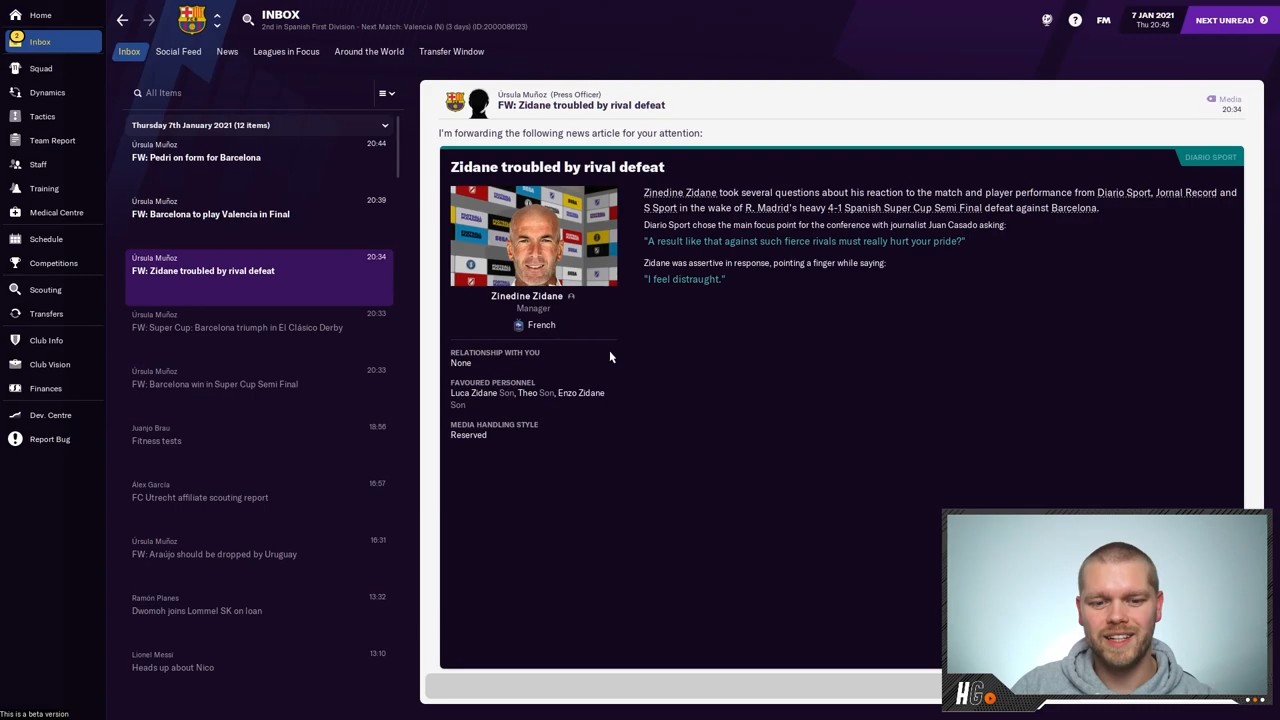 Home
2
Inbox
Squad
Dynamics
Tactics
Team Report
Staff
Training
Medical Centre
Schedule
Competitions
Scouting
Transfers
Club Info
Club Vision
Finances
Dev. Centre
Report Bug
This is a beta version
INBOX
2nd in Spanish First Division - Next Match: Valencia (N) (3 days) (ID:2000086123)
? FM
7 JAN 2021
Thu 20:45
NEXT UNREAD
Inbox Social Feed News Leagues in Focus Around the World Transfer Window
All Items
Thursday 7th January 2021 (12 items)
Úrsula Muñoz 20:44
FW: Pedri on form for Barcelona
Úrsula Muñoz 20:39
FW: Barcelona to play Valencia in Final
Úrsula Muñoz 20:34
FW: Zidane troubled by rival defeat
Úrsula Muñoz 20:33
FW: Super Cup: Barcelona triumph in El Clásico Derby
Úrsula Muñoz 20:33
FW: Barcelona win in Super Cup Semi Final
Juanjo Brau 18:56
Fitness tests
Álex García 16:57
FC Utrecht affiliate scouting report
Úrsula Muñoz 16:31
FW: Araújo should be dropped by Uruguay
Ramón Planes 13:32
Dwomoh joins Lommel SK on loan
Lionel Messi 13:10
Heads up about Nico
Úrsula Muñoz (Press Officer)
FW: Zidane troubled by rival defeat
Media
20:34
I'm forwarding the following news article for your attention:
Zidane troubled by rival defeat
DIARIO SPORT
Zinedine Zidane
Manager
French
RELATIONSHIP WITH YOU
None
FAVOURED PERSONNEL
Luca Zidane Son, Theo Son, Enzo Zidane
Son
MEDIA HANDLING STYLE
Reserved
Zinedine Zidane took several questions about his reaction to the match and player performance from Diario Sport, Jornal Record and
S Sport in the wake of R. Madrid's heavy 4-1 Spanish Super Cup Semi Final defeat against Barcelona.
Diario Sport chose the main focus point for the conference with journalist Juan Casado asking:
"A result like that against such fierce rivals must really hurt your pride?"
Zidane was assertive in response, pointing a finger while saying:
"I feel distraught."
HG